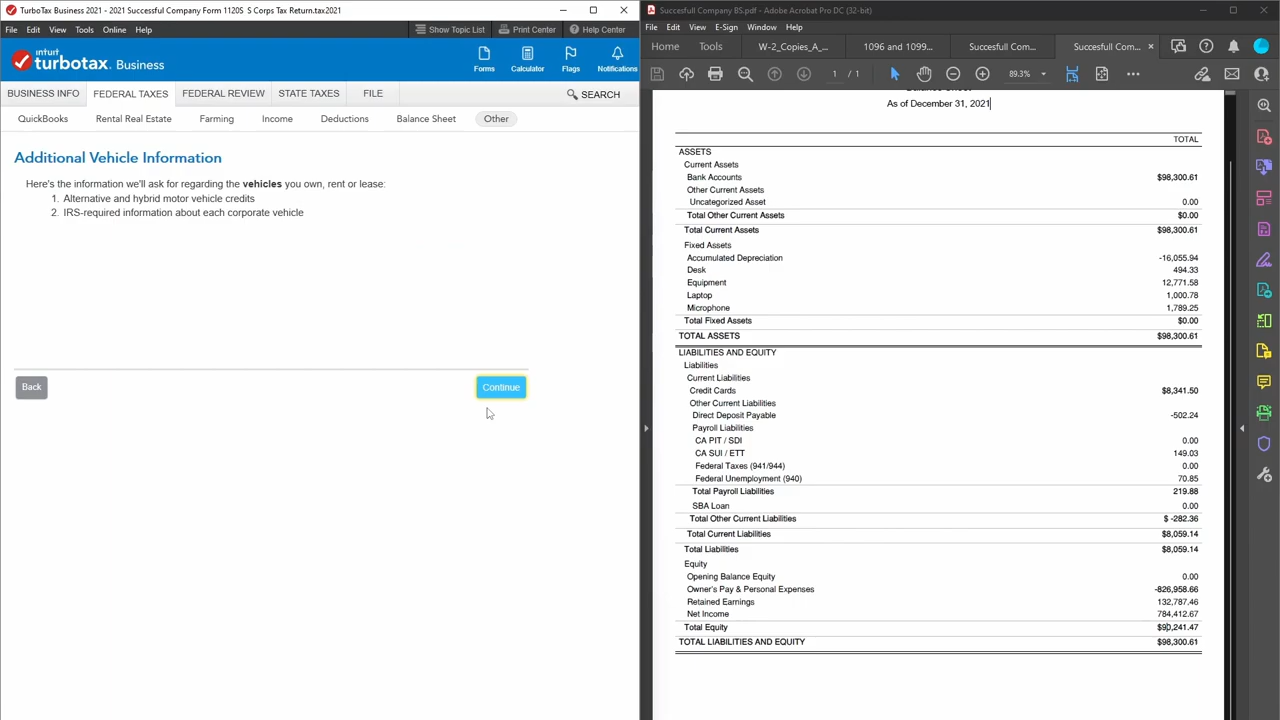 TurboTax Business 2021 - 2021 Successful Company Form 1120S S Corps Tax Return.tax2021
File Edit View Tools Online Help
Show Topic List Print Center Help Center
intuit turbotax. Business
Forms Calculator Flags Notifications
BUSINESS INFO FEDERAL TAXES FEDERAL REVIEW STATE TAXES FILE SEARCH
QuickBooks Rental Real Estate Farming Income Deductions Balance Sheet Other
Additional Vehicle Information
Here's the information we'll ask for regarding the vehicles you own, rent or lease:
1. Alternative and hybrid motor vehicle credits
2. IRS-required information about each corporate vehicle
Back Continue
Succesfull Company BS.pdf - Adobe Acrobat Pro DC (32-bit)
File Edit View E-Sign Window Help
Home Tools W-2_Copies_A_... 1096 and 1099... Succesfull Com... Succesfull Com... ×
1 / 1 89.3%
Balance Sheet
As of December 31, 2021
TOTAL
ASSETS
Current Assets
Bank Accounts $98,300.61
Other Current Assets
Uncategorized Asset 0.00
Total Other Current Assets $0.00
Total Current Assets $98,300.61
Fixed Assets
Accumulated Depreciation -16,055.94
Desk 494.33
Equipment 12,771.58
Laptop 1,000.78
Microphone 1,789.25
Total Fixed Assets $0.00
TOTAL ASSETS $98,300.61
LIABILITIES AND EQUITY
Liabilities
Current Liabilities
Credit Cards $8,341.50
Other Current Liabilities
Direct Deposit Payable -502.24
Payroll Liabilities
CA PIT / SDI 0.00
CA SUI / ETT 149.03
Federal Taxes (941/944) 0.00
Federal Unemployment (940) 70.85
Total Payroll Liabilities 219.88
SBA Loan 0.00
Total Other Current Liabilities $ -282.36
Total Current Liabilities $8,059.14
Total Liabilities $8,059.14
Equity
Opening Balance Equity 0.00
Owner's Pay & Personal Expenses -826,958.66
Retained Earnings 132,787.46
Net Income 784,412.67
Total Equity $90,241.47
TOTAL LIABILITIES AND EQUITY $98,300.61